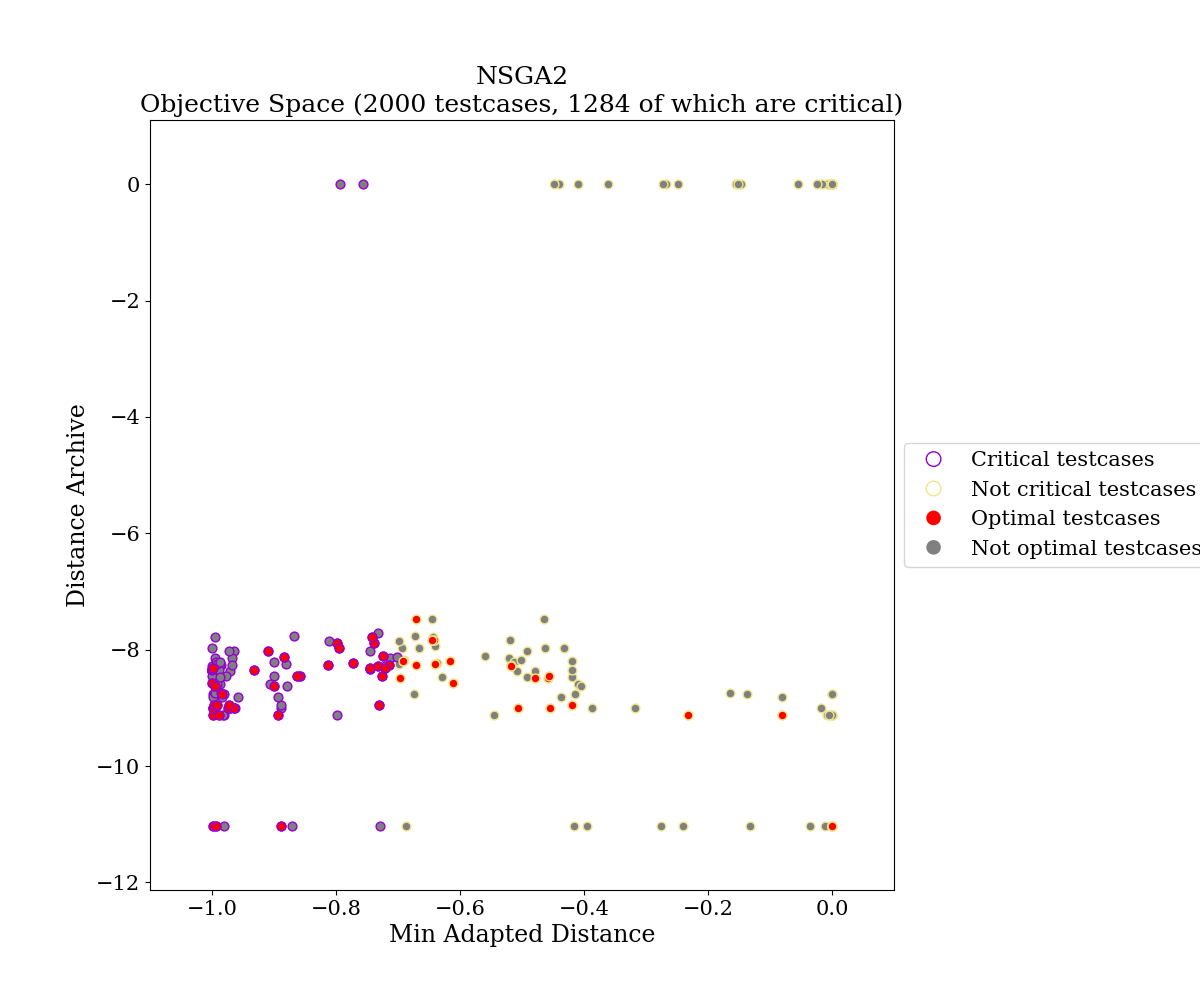 NSGA2
Objective Space (2000 testcases, 1284 of which are critical)
0
−2
−4
−6
−8
−10
−12
Distance Archive
−1.0 −0.8 −0.6 −0.4 −0.2 0.0
Min Adapted Distance
Critical testcases
Not critical testcases
Optimal testcases
Not optimal testcases